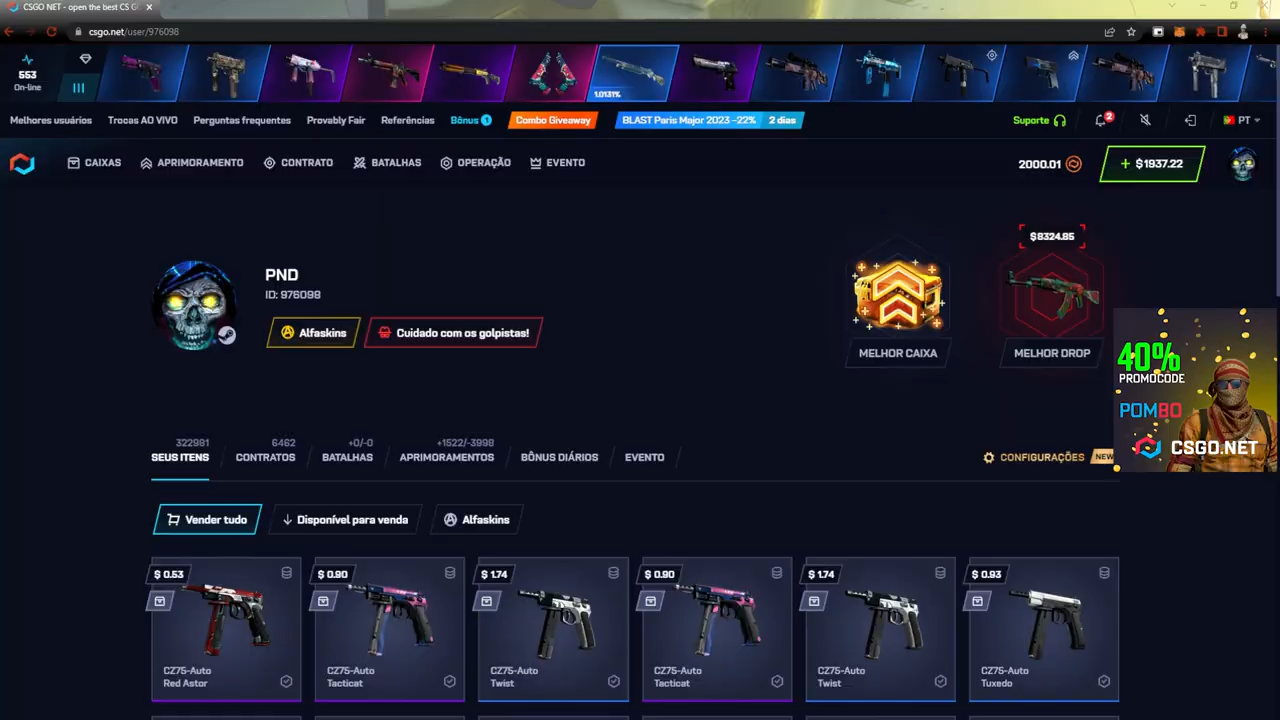 CSGO NET - open the best CS G
csgo.net/user/976098
553
On-line
1.0131%
Melhores usuários
Trocas AO VIVO
Perguntas frequentes
Provably Fair
Referências
Bônus 1
Combo Giveaway
BLAST Paris Major 2023 -22% 2 dias
Suporte
2
PT
CAIXAS
APRIMORAMENTO
CONTRATO
BATALHAS
OPERAÇÃO
EVENTO
2000.01
+ $1937.22
PND
ID: 976098
Alfaskins
Cuidado com os golpistas!
MELHOR CAIXA
$8324.85
MELHOR DROP
40%
PROMOCODE
POMBO
CSGO.NET
322981
SEUS ITENS
6462
CONTRATOS
+0/-0
BATALHAS
+1522/-3998
APRIMORAMENTOS
BÔNUS DIÁRIOS
EVENTO
CONFIGURAÇÕES NEW
Vender tudo
Disponível para venda
Alfaskins
$ 0.53
CZ75-Auto
Red Astor
$ 0.90
CZ75-Auto
Tacticat
$ 1.74
CZ75-Auto
Twist
$ 0.90
CZ75-Auto
Tacticat
$ 1.74
CZ75-Auto
Twist
$ 0.93
CZ75-Auto
Tuxedo